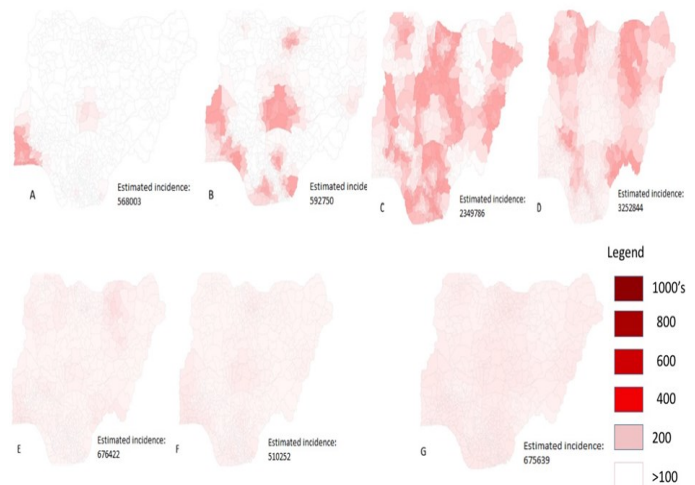 A
Estimated incidence:
568003
B
Estimated incide
592750
C
Estimated incidence:
2349786
D
Estimated incidence:
3252844
E
Estimated incidence:
676422
F
Estimated incidence:
510252
G
Estimated incidence:
675639
Legend
1000's
800
600
400
200
>100